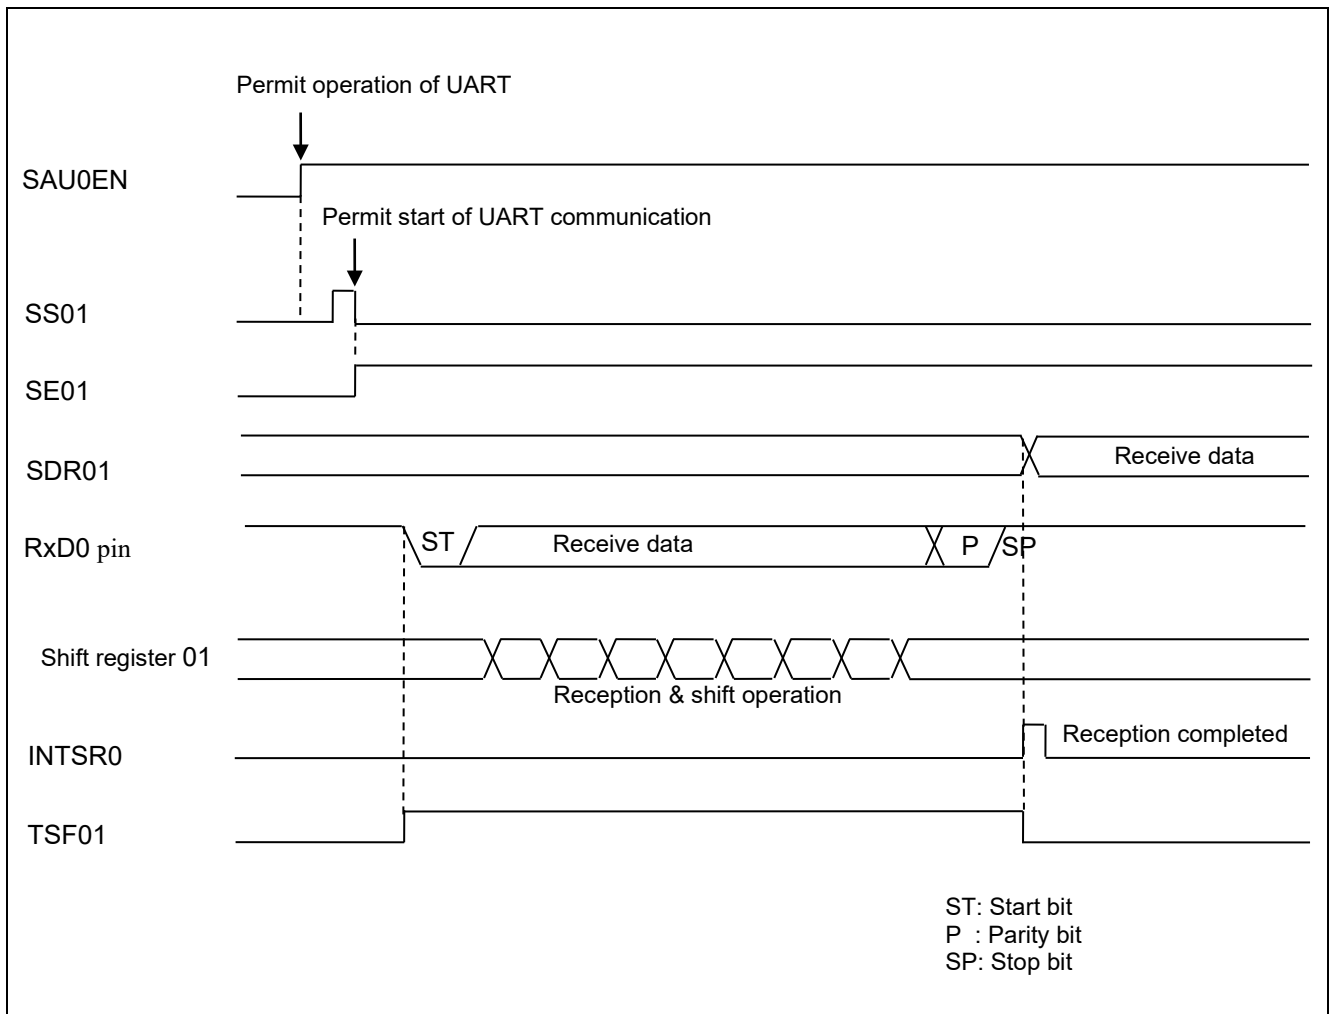 Permit operation of UART
SAU0EN
Permit start of UART communication
SS01
SE01
SDR01
Receive data
RxD0 pin
ST
Receive data
P
SP
Shift register 01
Reception & shift operation
INTSR0
Reception completed
TSF01
ST: Start bit
P : Parity bit
SP: Stop bit